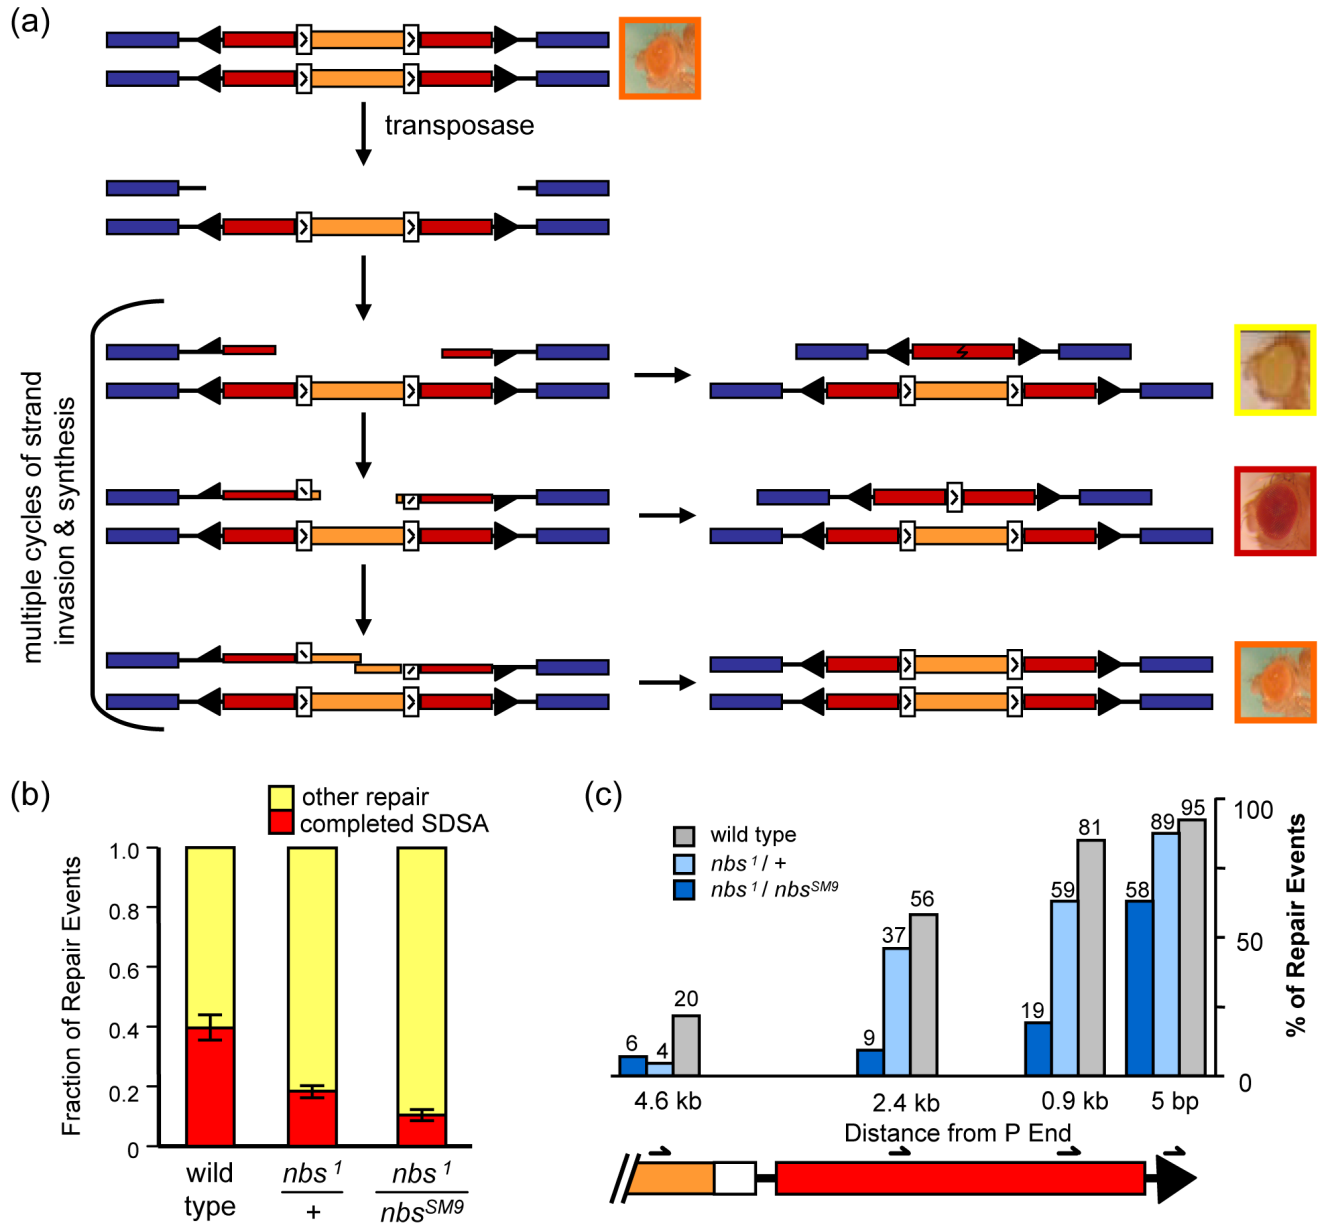 (a)
transposase
multiple cycles of strand
invasion & synthesis
(b)
other repair
completed SDSA
Fraction of Repair Events
1.0
0.8
0.6
0.4
0.2
0
wild
type
nbs 1
+
nbs 1
nbsSM9
(c)
wild type
nbs 1 / +
nbs 1 / nbsSM9
6
4
20
9
37
56
19
59
81
58
89
95
100
50
0
% of Repair Events
4.6 kb
2.4 kb
0.9 kb
5 bp
Distance from P End